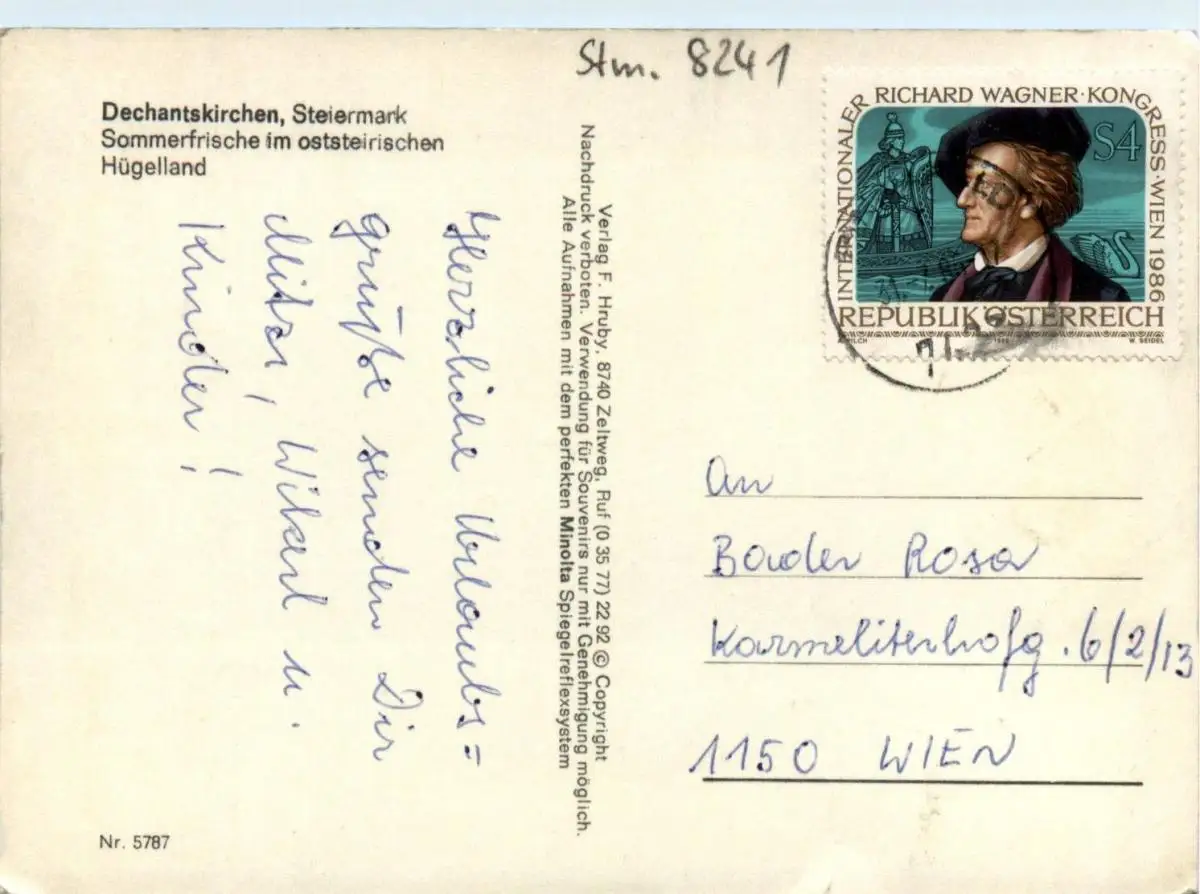 Stm. 8241
Dechantskirchen, Steiermark
Sommerfrische im oststeirischen
Hügelland
Herzliche Urlaubs=
grüße senden Dir
Mitzi, Wilard u.
Kinder!
Nr. 5787
Verlag F. Hruby, 8740 Zeltweg, Ruf (0 35 77) 22 92 © Copyright
Nachdruck verboten. Verwendung für Souvenirs nur mit Genehmigung möglich.
Alle Aufnahmen mit dem perfekten Minolta Spiegelreflexsystem
INTERNATIONALER RICHARD WAGNER·KONGRESS·WIEN 1986
S4
REPUBLIK ÖSTERREICH
W. SEIDEL
An
Bader Rosa
Karmeliterhofg. 6/2/13
1150 WIEN